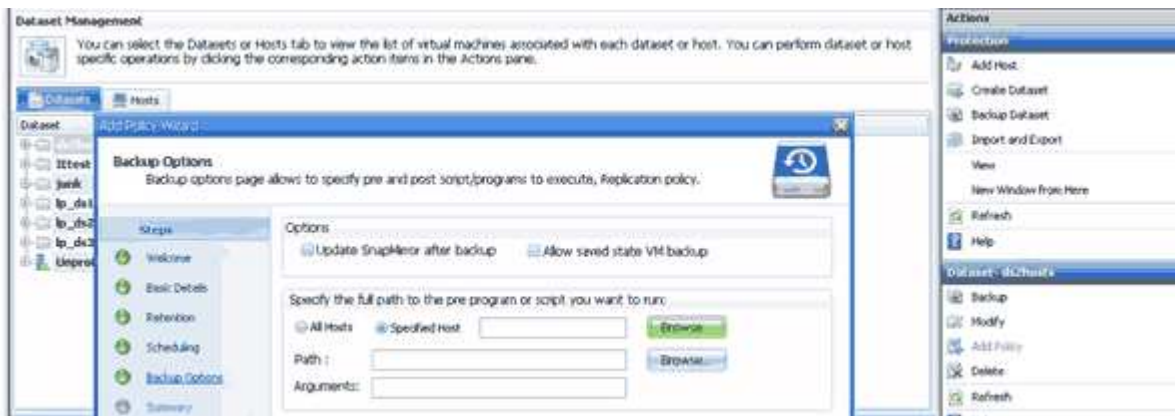 Dataset Management
You can select the Datasets or Hosts tab to view the list of virtual machines associated with each dataset or host. You can perform dataset or host
specific operations by clicking the corresponding action items in the Actions pane.
Datasets
Hosts
Dataset
ITtest
junk
lp_ds1
lp_ds2
lp_ds3
Unprot
Add Policy Wizard
Backup Options
Backup options page allows to specify pre and post script/programs to execute, Replication policy.
Steps
Welcome
Basic Details
Retention
Scheduling
Backup Options
Summary
Options
Update SnapMirror after backup
Allow saved state VM backup
Specify the full path to the pre program or script you want to run:
All Hosts
Specified Host
Browse
Path :
Browse...
Arguments:
Actions
Protection
Add Host
Create Dataset
Backup Dataset
Import and Export
View
New Window from Here
Refresh
Help
Dataset- ds2hosts
Backup
Modify
Add Policy
Delete
Refresh